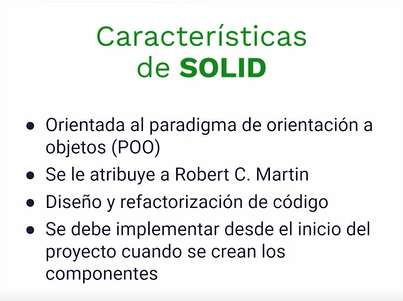 Características
de SOLID
● Orientada al paradigma de orientación a
objetos (POO)
● Se le atribuye a Robert C. Martin
● Diseño y refactorización de código
● Se debe implementar desde el inicio del
proyecto cuando se crean los
componentes